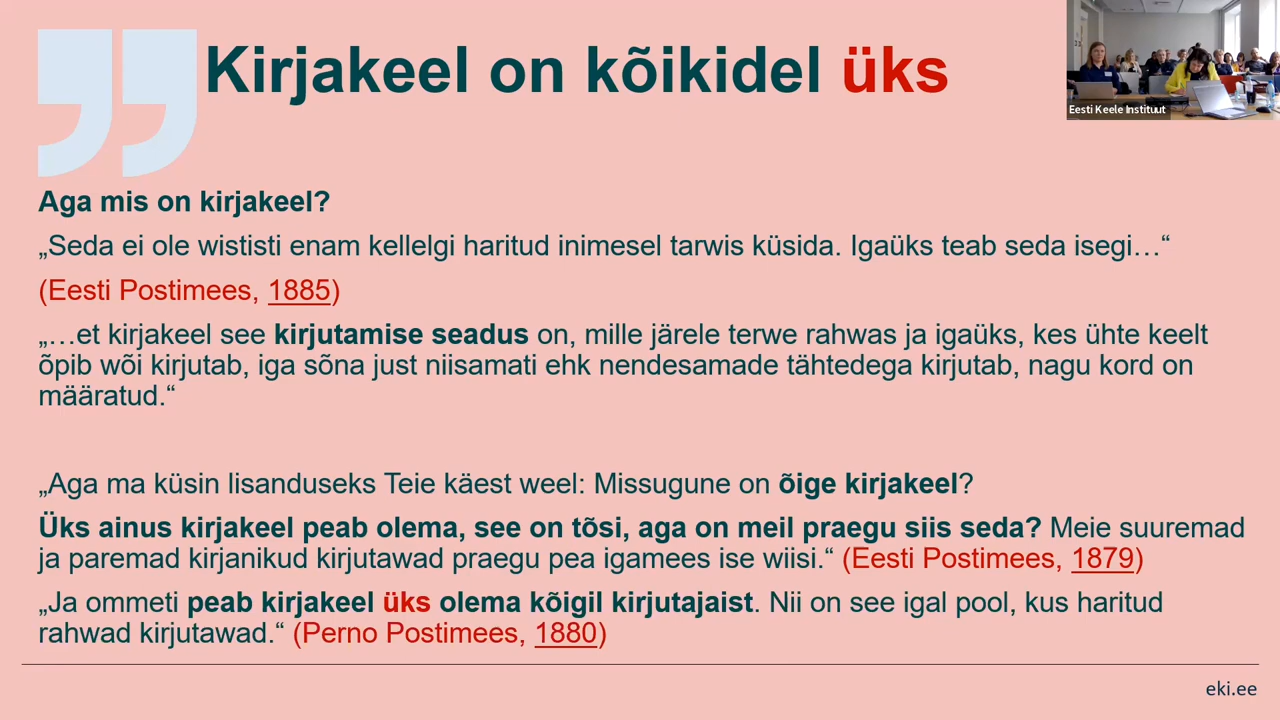 Kirjakeel on kõikidel üks
Eesti Keele Instituut
Aga mis on kirjakeel?
„Seda ei ole wististi enam kellelgi haritud inimesel tarwis küsida. Igaüks teab seda isegi…“
(Eesti Postimees, 1885)
„…et kirjakeel see kirjutamise seadus on, mille järele terwe rahwas ja igaüks, kes ühte keelt
õpib wõi kirjutab, iga sõna just niisamati ehk nendesamade tähtedega kirjutab, nagu kord on
määratud.“
„Aga ma küsin lisanduseks Teie käest weel: Missugune on õige kirjakeel?
Üks ainus kirjakeel peab olema, see on tõsi, aga on meil praegu siis seda? Meie suuremad
ja paremad kirjanikud kirjutawad praegu pea igamees ise wiisi.“ (Eesti Postimees, 1879)
„Ja ommeti peab kirjakeel üks olema kõigil kirjutajaist. Nii on see igal pool, kus haritud
rahwad kirjutawad.“ (Perno Postimees, 1880)
eki.ee